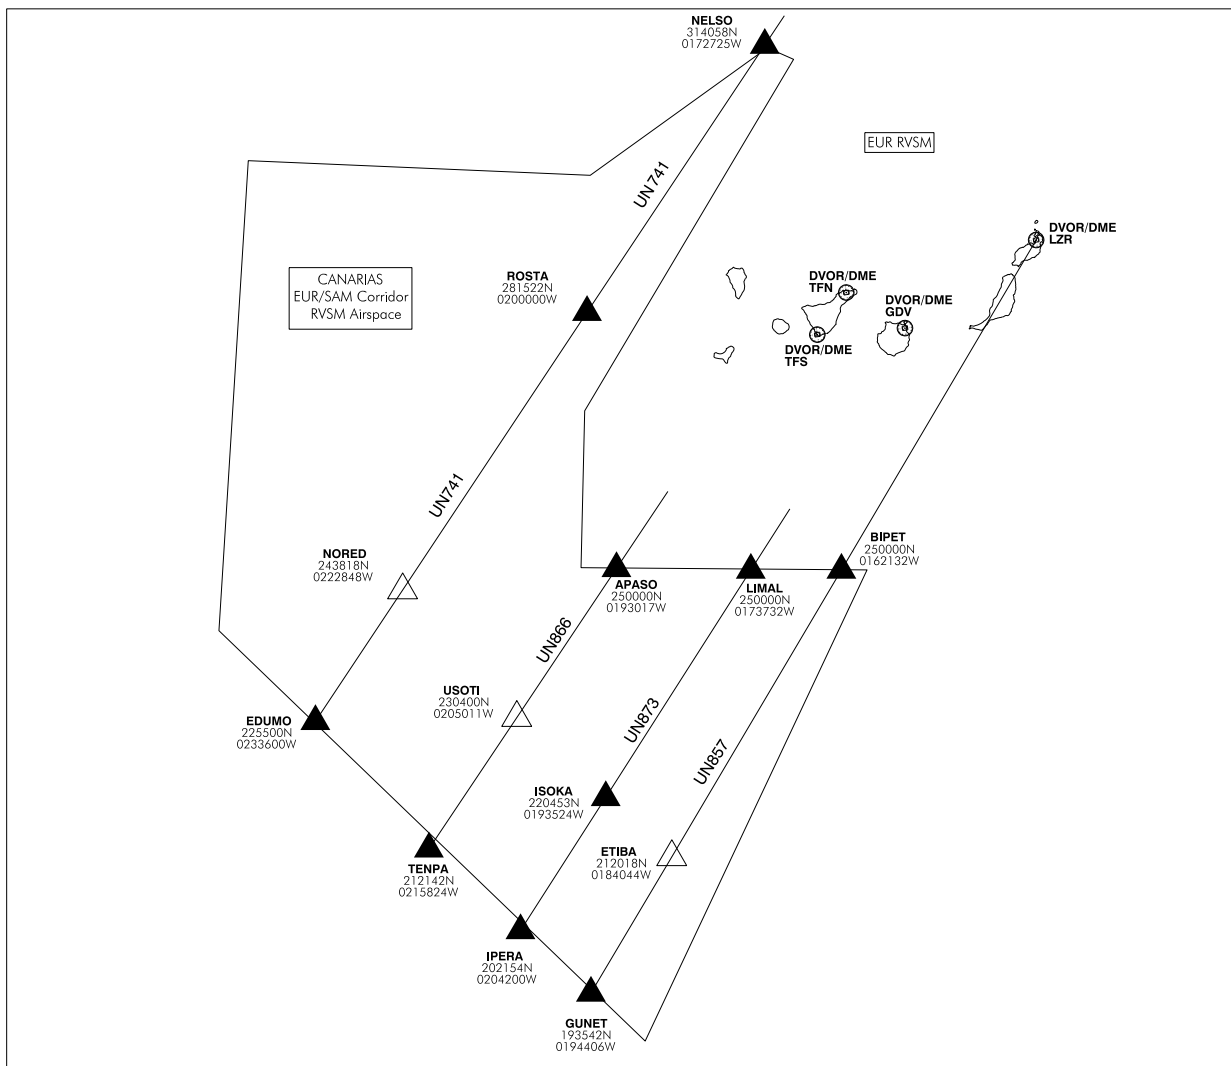 NELSO
314058N
0172725W
EUR RVSM
UN741
DVOR/DME
LZR
ROSTA
281522N
0200000W
CANARIAS
EUR/SAM Corridor
RVSM Airspace
DVOR/DME
TFN
DVOR/DME
GDV
DVOR/DME
TFS
UN741
NORED
243818N
0222848W
BIPET
250000N
0162132W
APASO
250000N
0193017W
LIMAL
250000N
0173732W
UN866
USOTI
230400N
0205011W
UN873
EDUMO
225500N
0233600W
UN857
ISOKA
220453N
0193524W
ETIBA
212018N
0184044W
TENPA
212142N
0215824W
IPERA
202154N
0204200W
GUNET
193542N
0194406W